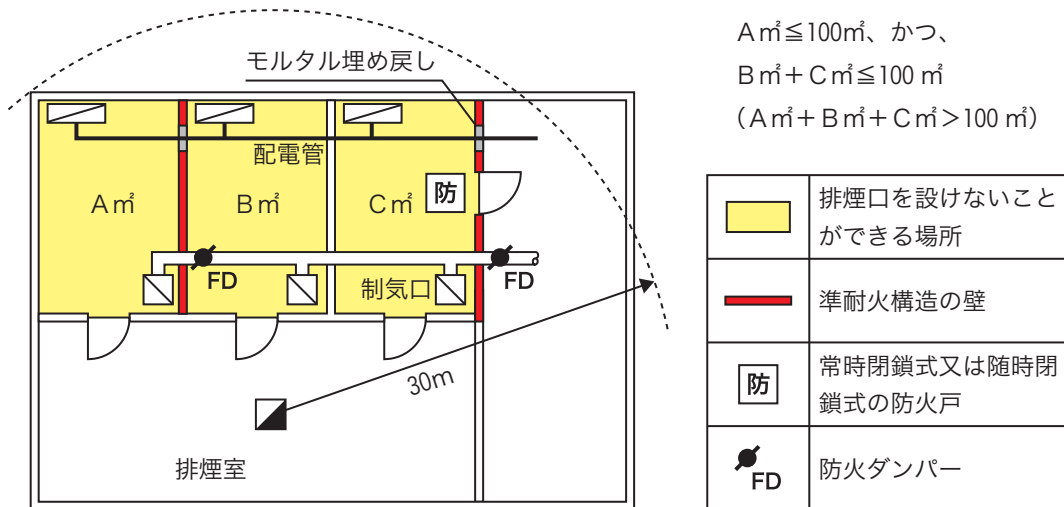 モルタル埋め戻し
配電管
A㎡
B㎡
C㎡
防
FD
制気口
FD
30m
排煙室
A㎡≦100㎡、かつ、
B㎡+C㎡≦100 ㎡
(A㎡+B㎡+C㎡>100 ㎡)
排煙口を設けないこと
ができる場所
準耐火構造の壁
防
常時閉鎖式又は随時閉
鎖式の防火戸
FD
防火ダンパー